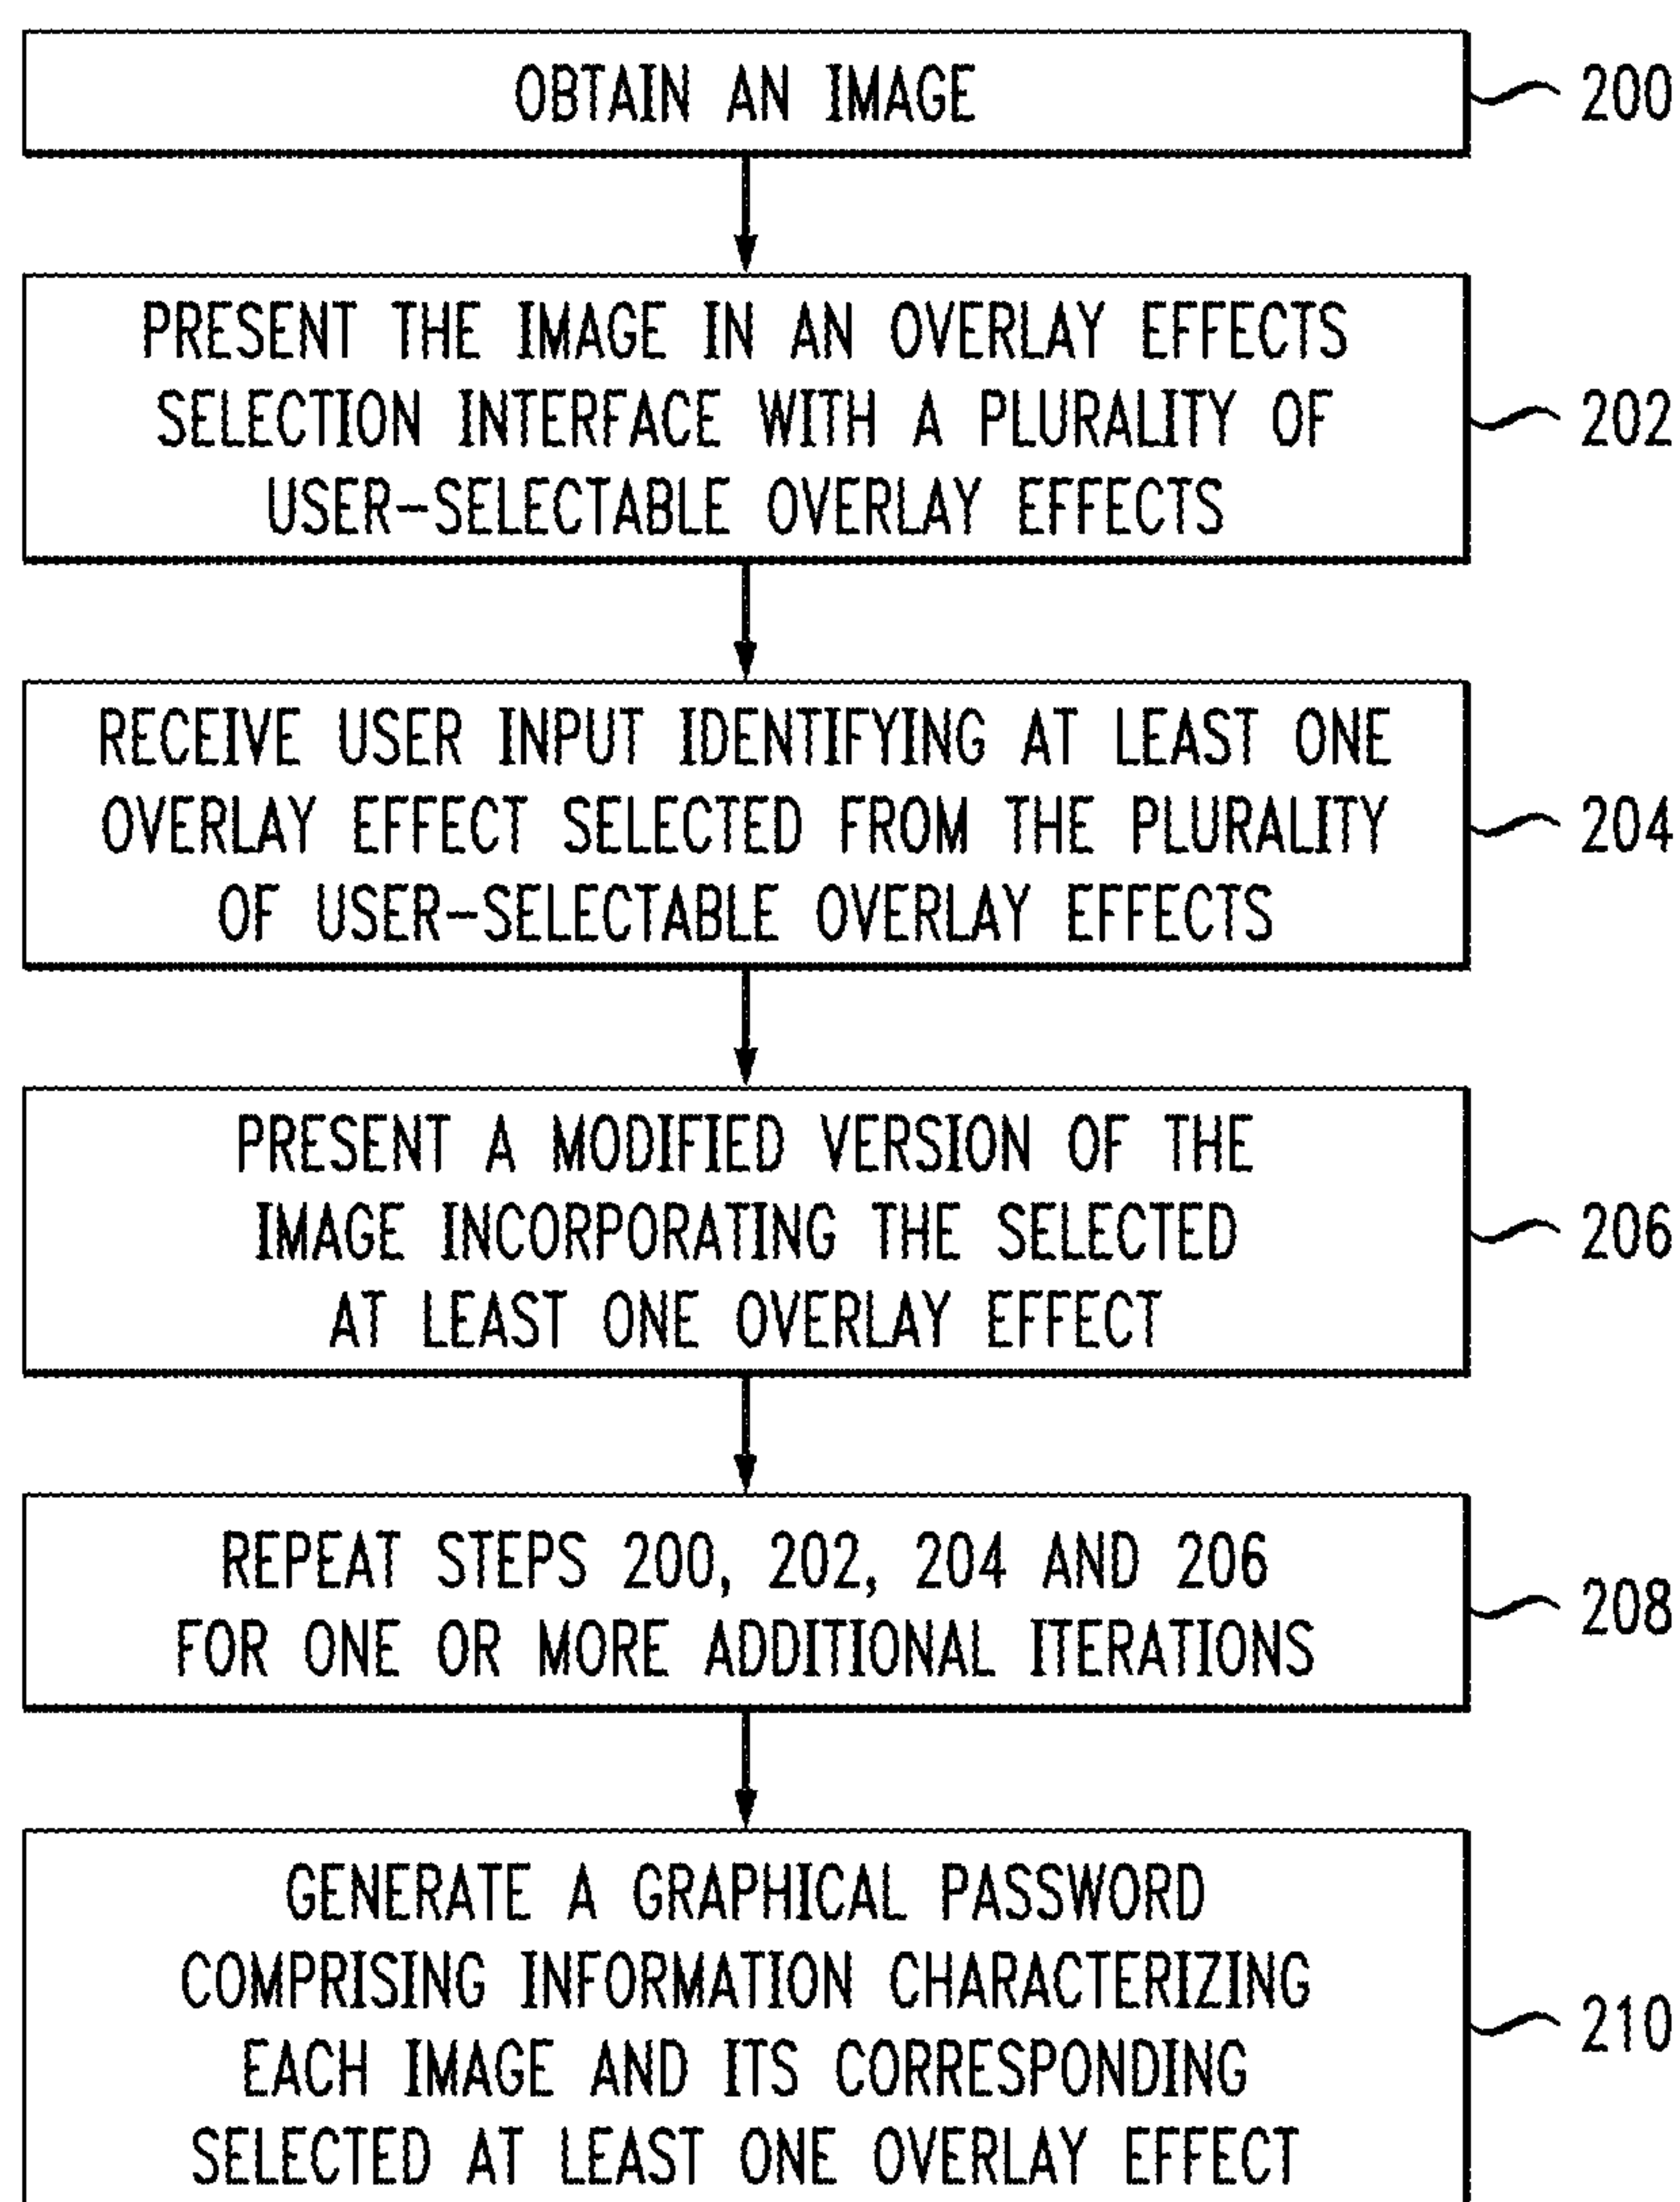 OBTAIN AN IMAGE
200
PRESENT THE IMAGE IN AN OVERLAY EFFECTS
SELECTION INTERFACE WITH A PLURALITY OF
USER-SELECTABLE OVERLAY EFFECTS
202
RECEIVE USER INPUT IDENTIFYING AT LEAST ONE
OVERLAY EFFECT SELECTED FROM THE PLURALITY
OF USER-SELECTABLE OVERLAY EFFECTS
204
PRESENT A MODIFIED VERSION OF THE
IMAGE INCORPORATING THE SELECTED
AT LEAST ONE OVERLAY EFFECT
206
REPEAT STEPS 200, 202, 204 AND 206
FOR ONE OR MORE ADDITIONAL ITERATIONS
208
GENERATE A GRAPHICAL PASSWORD
COMPRISING INFORMATION CHARACTERIZING
EACH IMAGE AND ITS CORRESPONDING
SELECTED AT LEAST ONE OVERLAY EFFECT
210